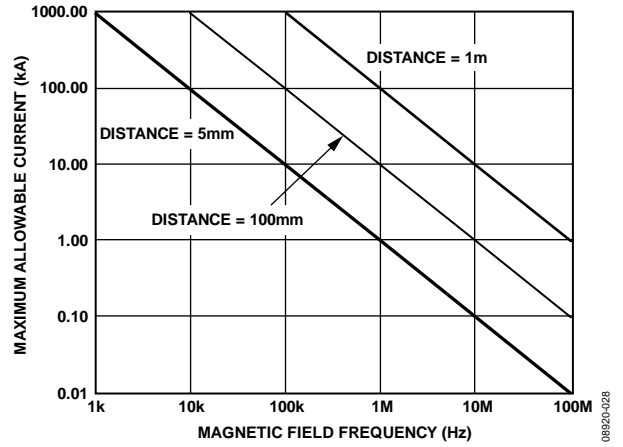 MAXIMUM ALLOWABLE CURRENT (kA)
1000.00
100.00
10.00
1.00
0.10
0.01
DISTANCE = 1m
DISTANCE = 5mm
DISTANCE = 100mm
1k
10k
100k
1M
10M
100M
MAGNETIC FIELD FREQUENCY (Hz)
08920-028